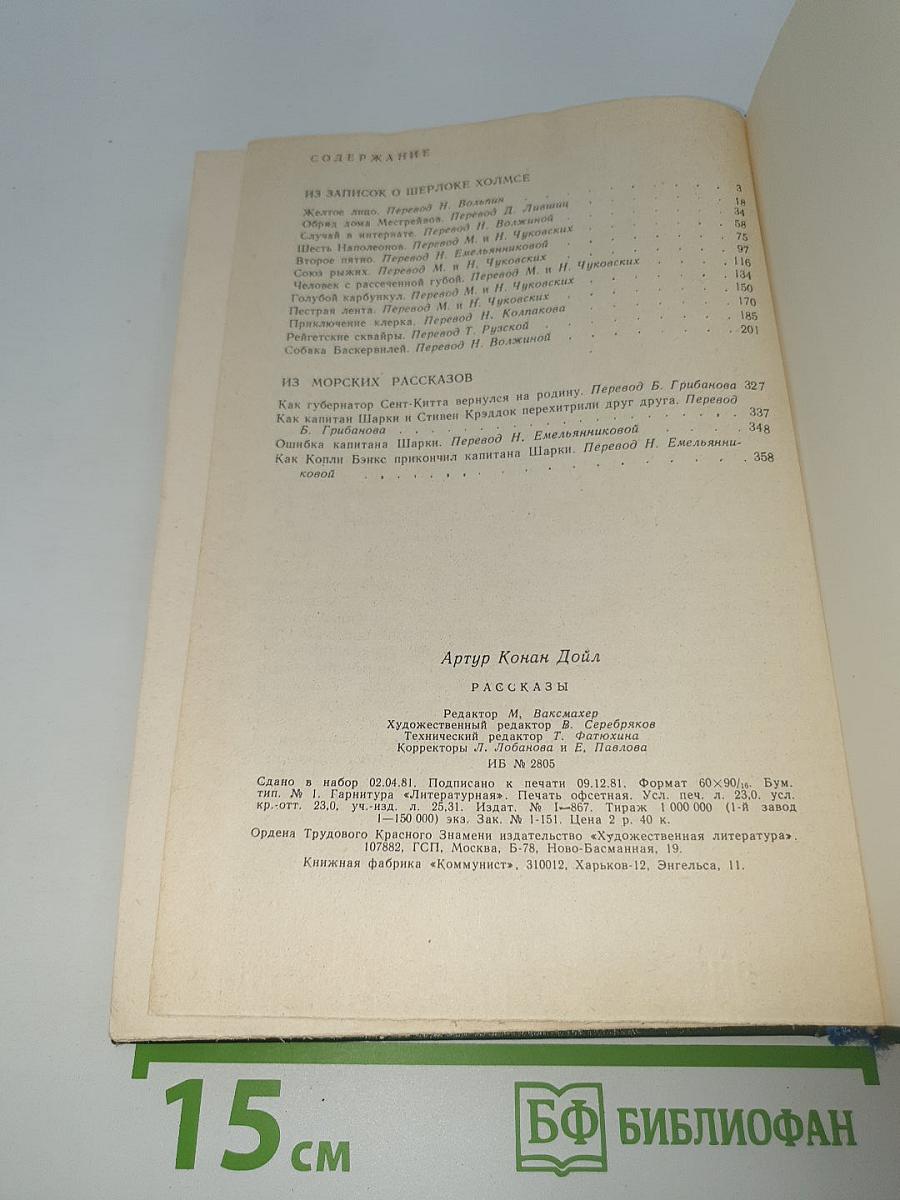 СОДЕРЖАНИЕ
ИЗ ЗАПИСОК О ШЕРЛОКЕ ХОЛМСЕ
Желтое лицо. Перевод Н. Вольпин . . . . . . . . . 3
Обряд дома Месгрейвов. Перевод Д. Лившиц . . . . . . 18
Случай в интернате. Перевод Н. Волжиной . . . . . . . 34
Шесть Наполеонов. Перевод М. и Н. Чуковских . . . . . . 58
Второе пятно. Перевод Н. Емельянниковой . . . . . . . 75
Союз рыжих. Перевод М. и Н. Чуковских . . . . . . . 97
Человек с рассеченной губой. Перевод М. и Н. Чуковских . . . . 116
Голубой карбункул. Перевод М. и Н. Чуковских . . . . . . 134
Пестрая лента. Перевод М. и Н. Чуковских . . . . . . . 150
Приключение клерка. Перевод Н. Колпакова . . . . . . . 170
Рейгетские сквайры. Перевод Т. Рузской . . . . . . . 185
Собака Баскервилей. Перевод Н. Волжиной . . . . . . . 201
ИЗ МОРСКИХ РАССКАЗОВ
Как губернатор Сент-Китта вернулся на родину. Перевод Б. Грибанова 327
Как капитан Шарки и Стивен Крэддок перехитрили друг друга. Перевод
Б. Грибанова . . . . . . . . . . . . . 337
Ошибка капитана Шарки. Перевод Н. Емельянниковой . . . . 348
Как Копли Бэнкс прикончил капитана Шарки. Перевод Н. Емельянни-
ковой . . . . . . . . . . . . . . 358
Артур Конан Дойл
РАССКАЗЫ
Редактор М. Ваксмахер
Художественный редактор В. Серебряков
Технический редактор Т. Фатюхина
Корректоры Л. Лобанова и Е. Павлова
ИБ № 2805
Сдано в набор 02.04.81. Подписано к печати 09.12.81. Формат 60×90/16. Бум.
тип. № 1. Гарнитура «Литературная». Печать офсетная. Усл. печ. л. 23,0. усл.
кр.-отт. 23,0, уч.-изд. л. 25,31. Издат. № I—867. Тираж 1 000 000 (1-й завод
1—150 000) экз. Зак. № 1-151. Цена 2 р. 40 к.
Ордена Трудового Красного Знамени издательство «Художественная литература».
107882, ГСП, Москва, Б-78, Ново-Басманная, 19.
Книжная фабрика «Коммунист», 310012, Харьков-12, Энгельса, 11.
15 см
БФ БИБЛИОФАН